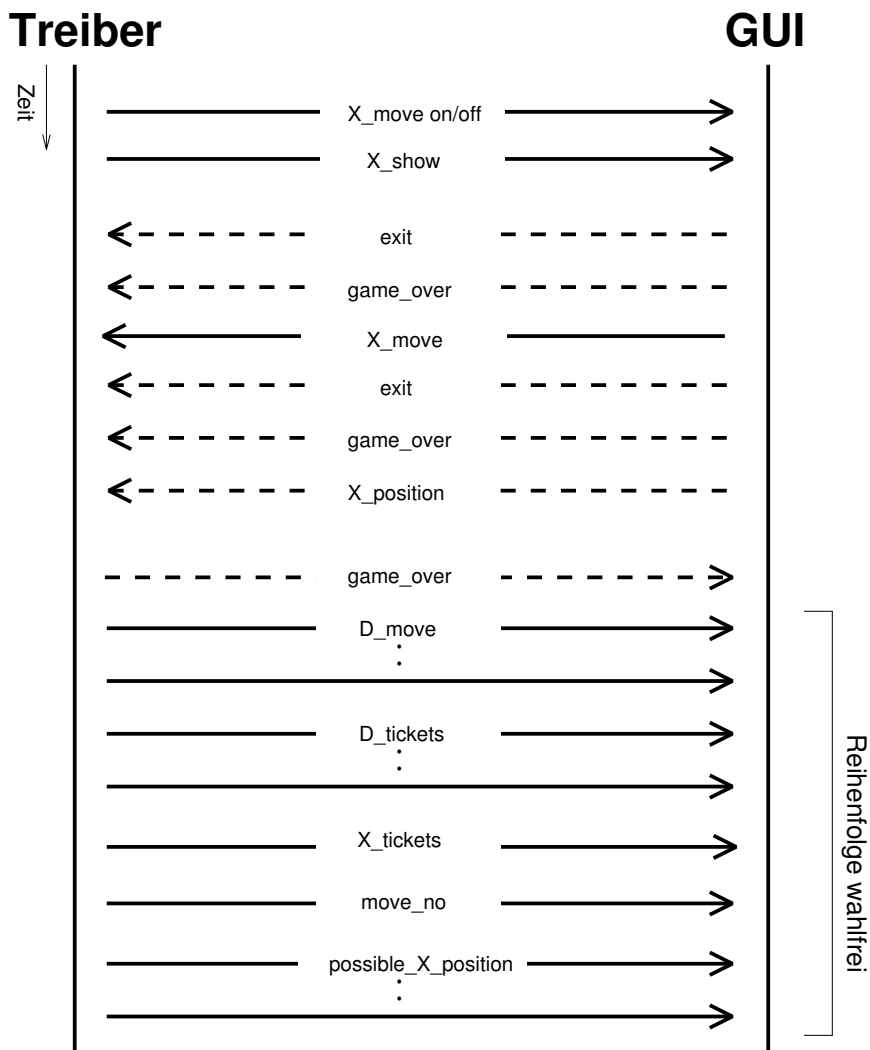 Treiber
GUI
Zeit
X_move on/off
X_show
exit
game_over
X_move
exit
game_over
X_position
game_over
D_move
D_tickets
X_tickets
move_no
possible_X_position
Reihenfolge wahlfrei